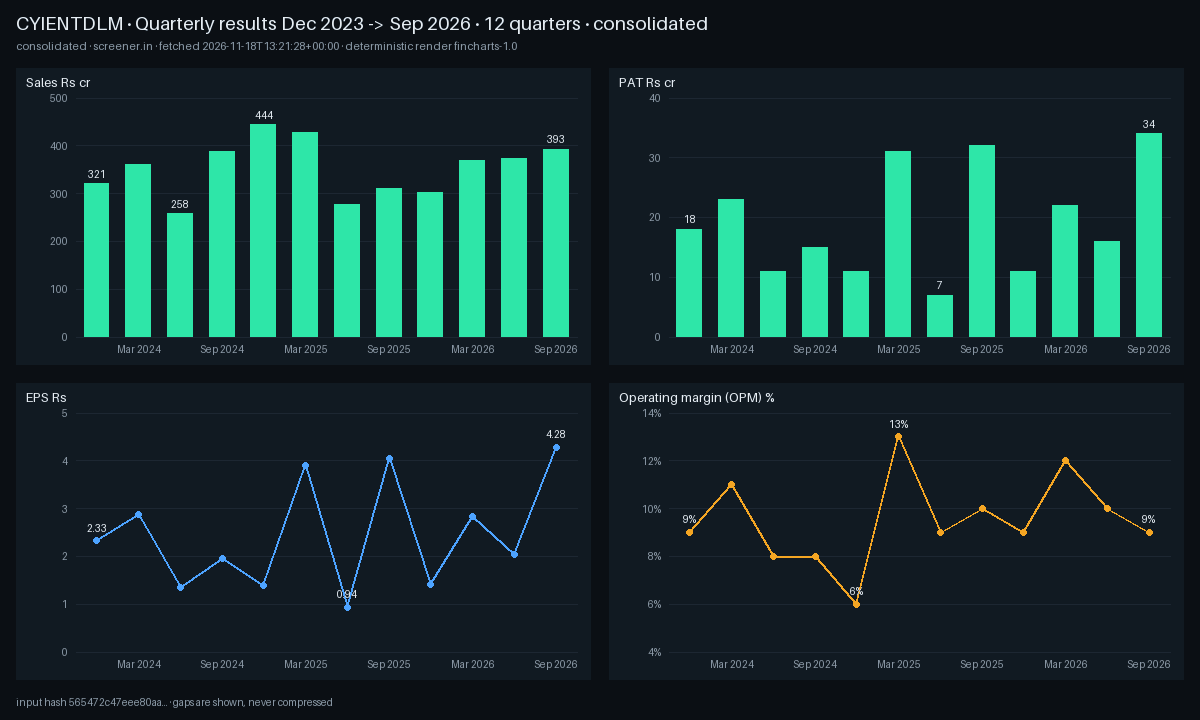 CYIENTDLM · Quarterly results Dec 2023 -> Sep 2026 · 12 quarters · consolidated
consolidated · screener.in · fetched 2026-11-18T13:21:28+00:00 · deterministic render fincharts-1.0
Sales Rs cr
500
400
300
200
100
0
321
258
444
393
Mar 2024
Sep 2024
Mar 2025
Sep 2025
Mar 2026
Sep 2026
PAT Rs cr
40
30
20
10
0
18
7
34
Mar 2024
Sep 2024
Mar 2025
Sep 2025
Mar 2026
Sep 2026
EPS Rs
5
4
3
2
1
0
2.33
0.94
4.28
Mar 2024
Sep 2024
Mar 2025
Sep 2025
Mar 2026
Sep 2026
Operating margin (OPM) %
14%
12%
10%
8%
6%
4%
9%
6%
13%
9%
Mar 2024
Sep 2024
Mar 2025
Sep 2025
Mar 2026
Sep 2026
input hash 565472c47eee80aa… · gaps are shown, never compressed